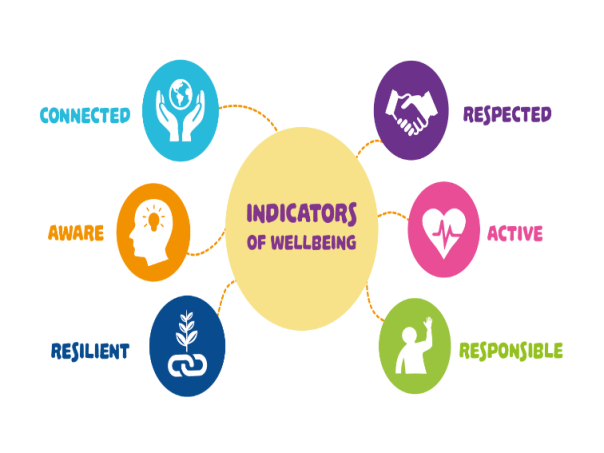 CONNECTED
RESPECTED
INDICATORS
OF WELLBEING
AWARE
ACTIVE
RESILIENT
RESPONSIBLE